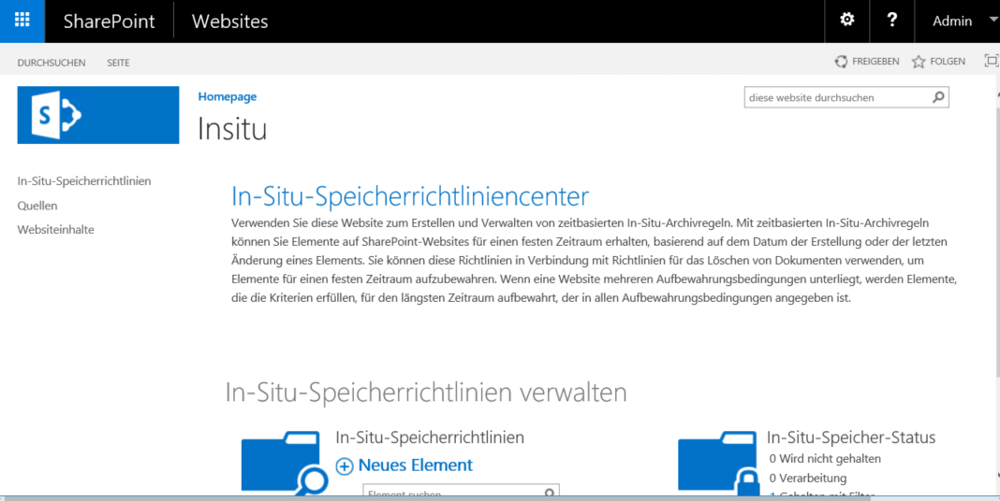 SharePoint Websites ? Admin
DURCHSUCHEN SEITE FREIGEBEN FOLGEN
S
Homepage
diese website durchsuchen
Insitu
In-Situ-Speicherrichtlinien
Quellen
Websiteinhalte
In-Situ-Speicherrichtliniencenter
Verwenden Sie diese Website zum Erstellen und Verwalten von zeitbasierten In-Situ-Archivregeln. Mit zeitbasierten In-Situ-Archivregeln
können Sie Elemente auf SharePoint-Websites für einen festen Zeitraum erhalten, basierend auf dem Datum der Erstellung oder der letzten
Änderung eines Elements. Sie können diese Richtlinien in Verbindung mit Richtlinien für das Löschen von Dokumenten verwenden, um
Elemente für einen festen Zeitraum aufzubewahren. Wenn eine Website mehreren Aufbewahrungsbedingungen unterliegt, werden Elemente,
die die Kriterien erfüllen, für den längsten Zeitraum aufbewahrt, der in allen Aufbewahrungsbedingungen angegeben ist.
In-Situ-Speicherrichtlinien verwalten
In-Situ-Speicherrichtlinien
Neues Element
Element suchen
In-Situ-Speicher-Status
0 Wird nicht gehalten
0 Verarbeitung
1 Gehalten mit Filter